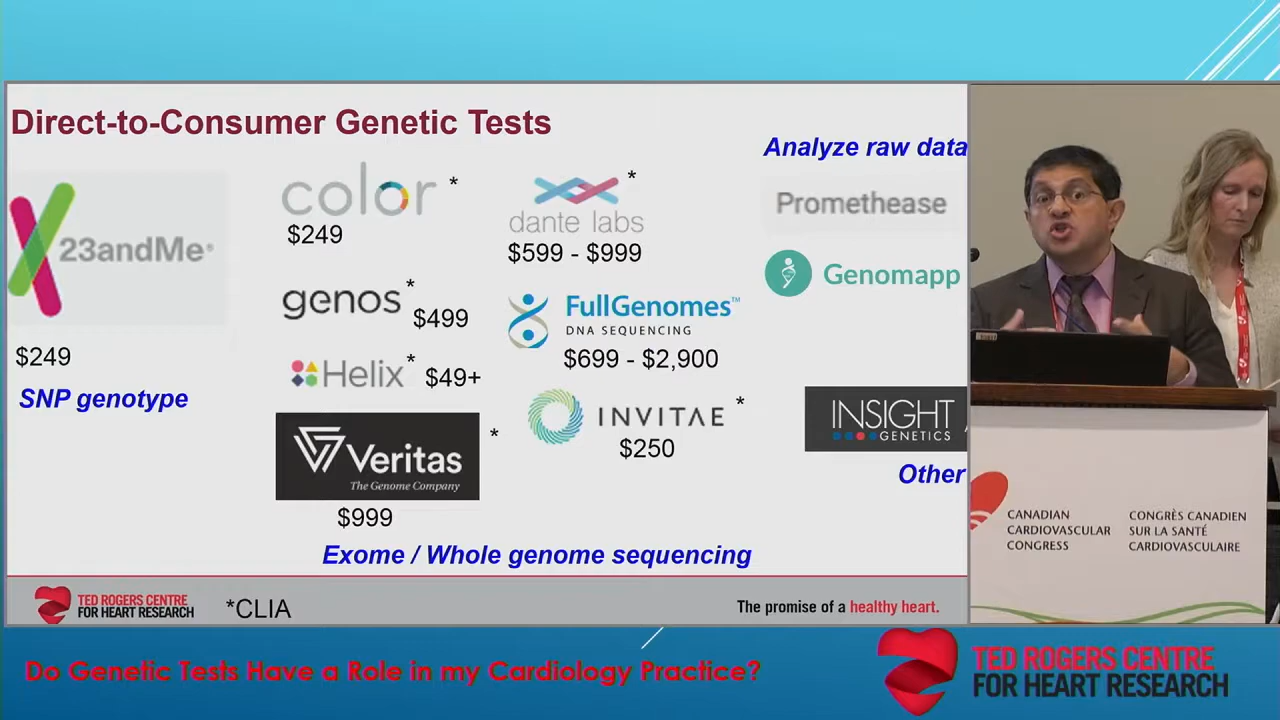 Direct-to-Consumer Genetic Tests
Analyze raw data
23andMe®
$249
SNP genotype
color *
$249
genos *
$499
Helix *
$49+
Veritas *
The Genome Company
$999
dante labs *
$599 - $999
FullGenomes™
DNA SEQUENCING
$699 - $2,900
INVITAE *
$250
Exome / Whole genome sequencing
Promethease
Genomapp
INSIGHT
GENETICS
Other
TED ROGERS CENTRE
FOR HEART RESEARCH
*CLIA
The promise of a healthy heart.
CANADIAN
CARDIOVASCULAR
CONGRESS
CONGRÈS CANADIEN
SUR LA SANTÉ
CARDIOVASCULAIRE
Do Genetic Tests Have a Role in my Cardiology Practice?
TED ROGERS CENTRE
FOR HEART RESEARCH